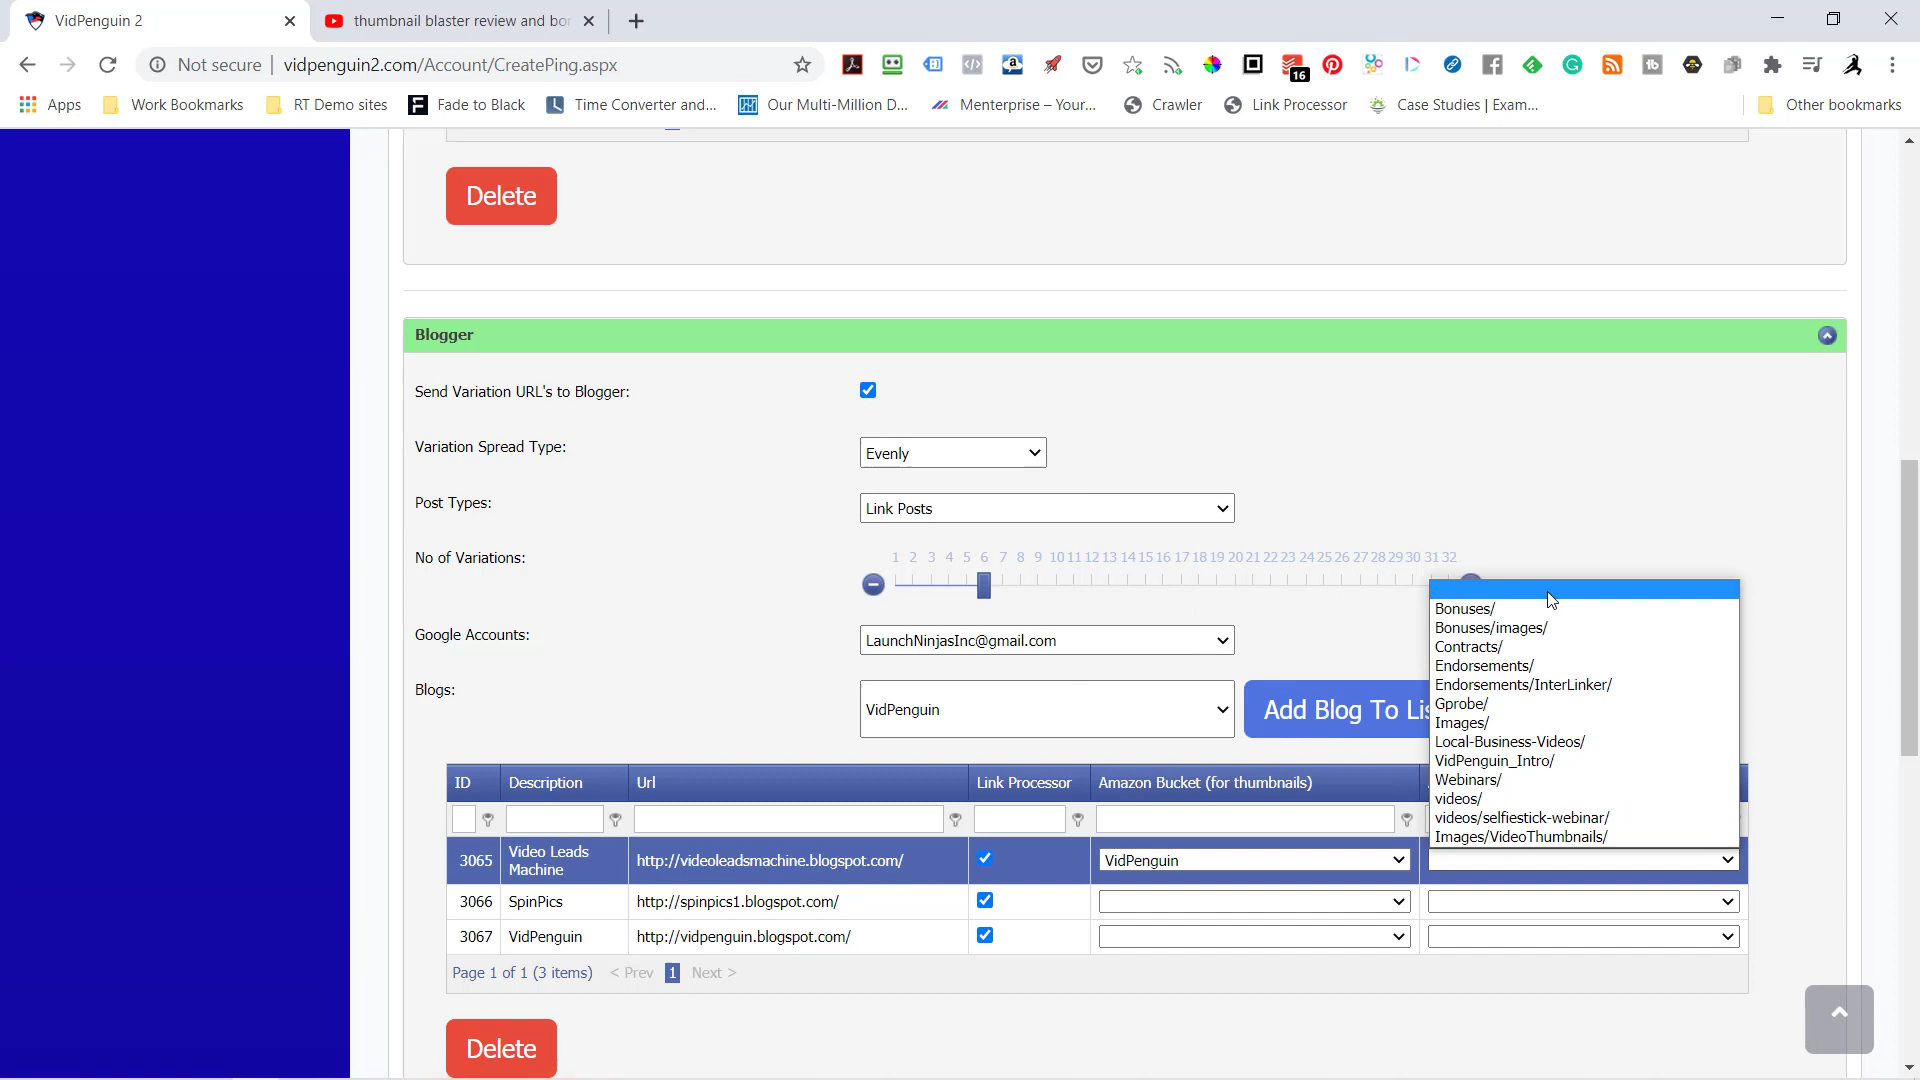 VidPenguin 2
thumbnail blaster review and bor
Not secure
vidpenguin2.com/Account/CreatePing.aspx
16
Apps
Work Bookmarks
RT Demo sites
Fade to Black
Time Converter and...
Our Multi-Million D...
Menterprise – Your...
Crawler
Link Processor
Case Studies | Exam...
Other bookmarks
Delete
Blogger
Send Variation URL's to Blogger:
Variation Spread Type:
Evenly
Post Types:
Link Posts
No of Variations:
1 2 3 4 5 6 7 8 9 10 11 12 13 14 15 16 17 18 19 20 21 22 23 24 25 26 27 28 29 30 31 32
Google Accounts:
LaunchNinjasInc@gmail.com
Blogs:
VidPenguin
Add Blog To Lis
Bonuses/
Bonuses/images/
Contracts/
Endorsements/
Endorsements/InterLinker/
Gprobe/
Images/
Local-Business-Videos/
VidPenguin_Intro/
Webinars/
videos/
videos/selfiestick-webinar/
Images/VideoThumbnails/
ID Description Url Link Processor Amazon Bucket (for thumbnails)
3065 Video Leads Machine http://videoleadsmachine.blogspot.com/ VidPenguin
3066 SpinPics http://spinpics1.blogspot.com/
3067 VidPenguin http://vidpenguin.blogspot.com/
Page 1 of 1 (3 items) < Prev 1 Next >
Delete